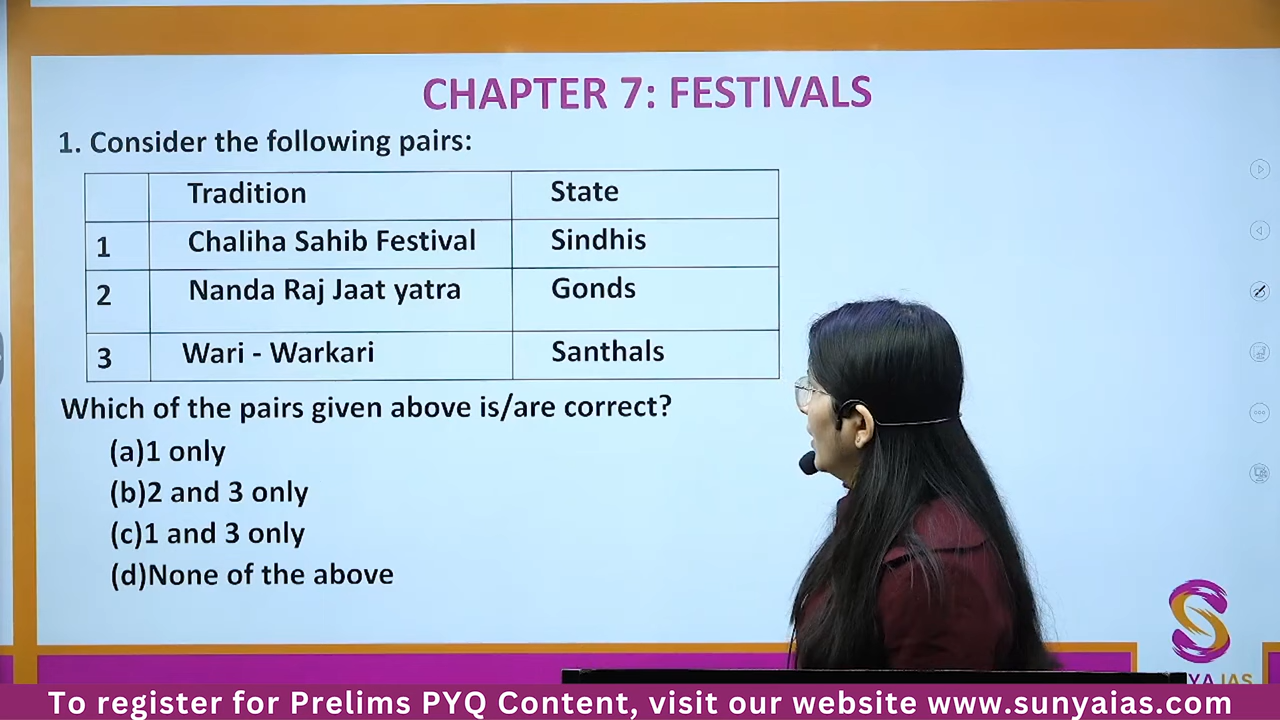 CHAPTER 7: FESTIVALS
1. Consider the following pairs:
Tradition State
1 Chaliha Sahib Festival Sindhis
2 Nanda Raj Jaat yatra Gonds
3 Wari - Warkari Santhals
Which of the pairs given above is/are correct?
(a)1 only
(b)2 and 3 only
(c)1 and 3 only
(d)None of the above
YA IAS
To register for Prelims PYQ Content, visit our website www.sunyaias.com